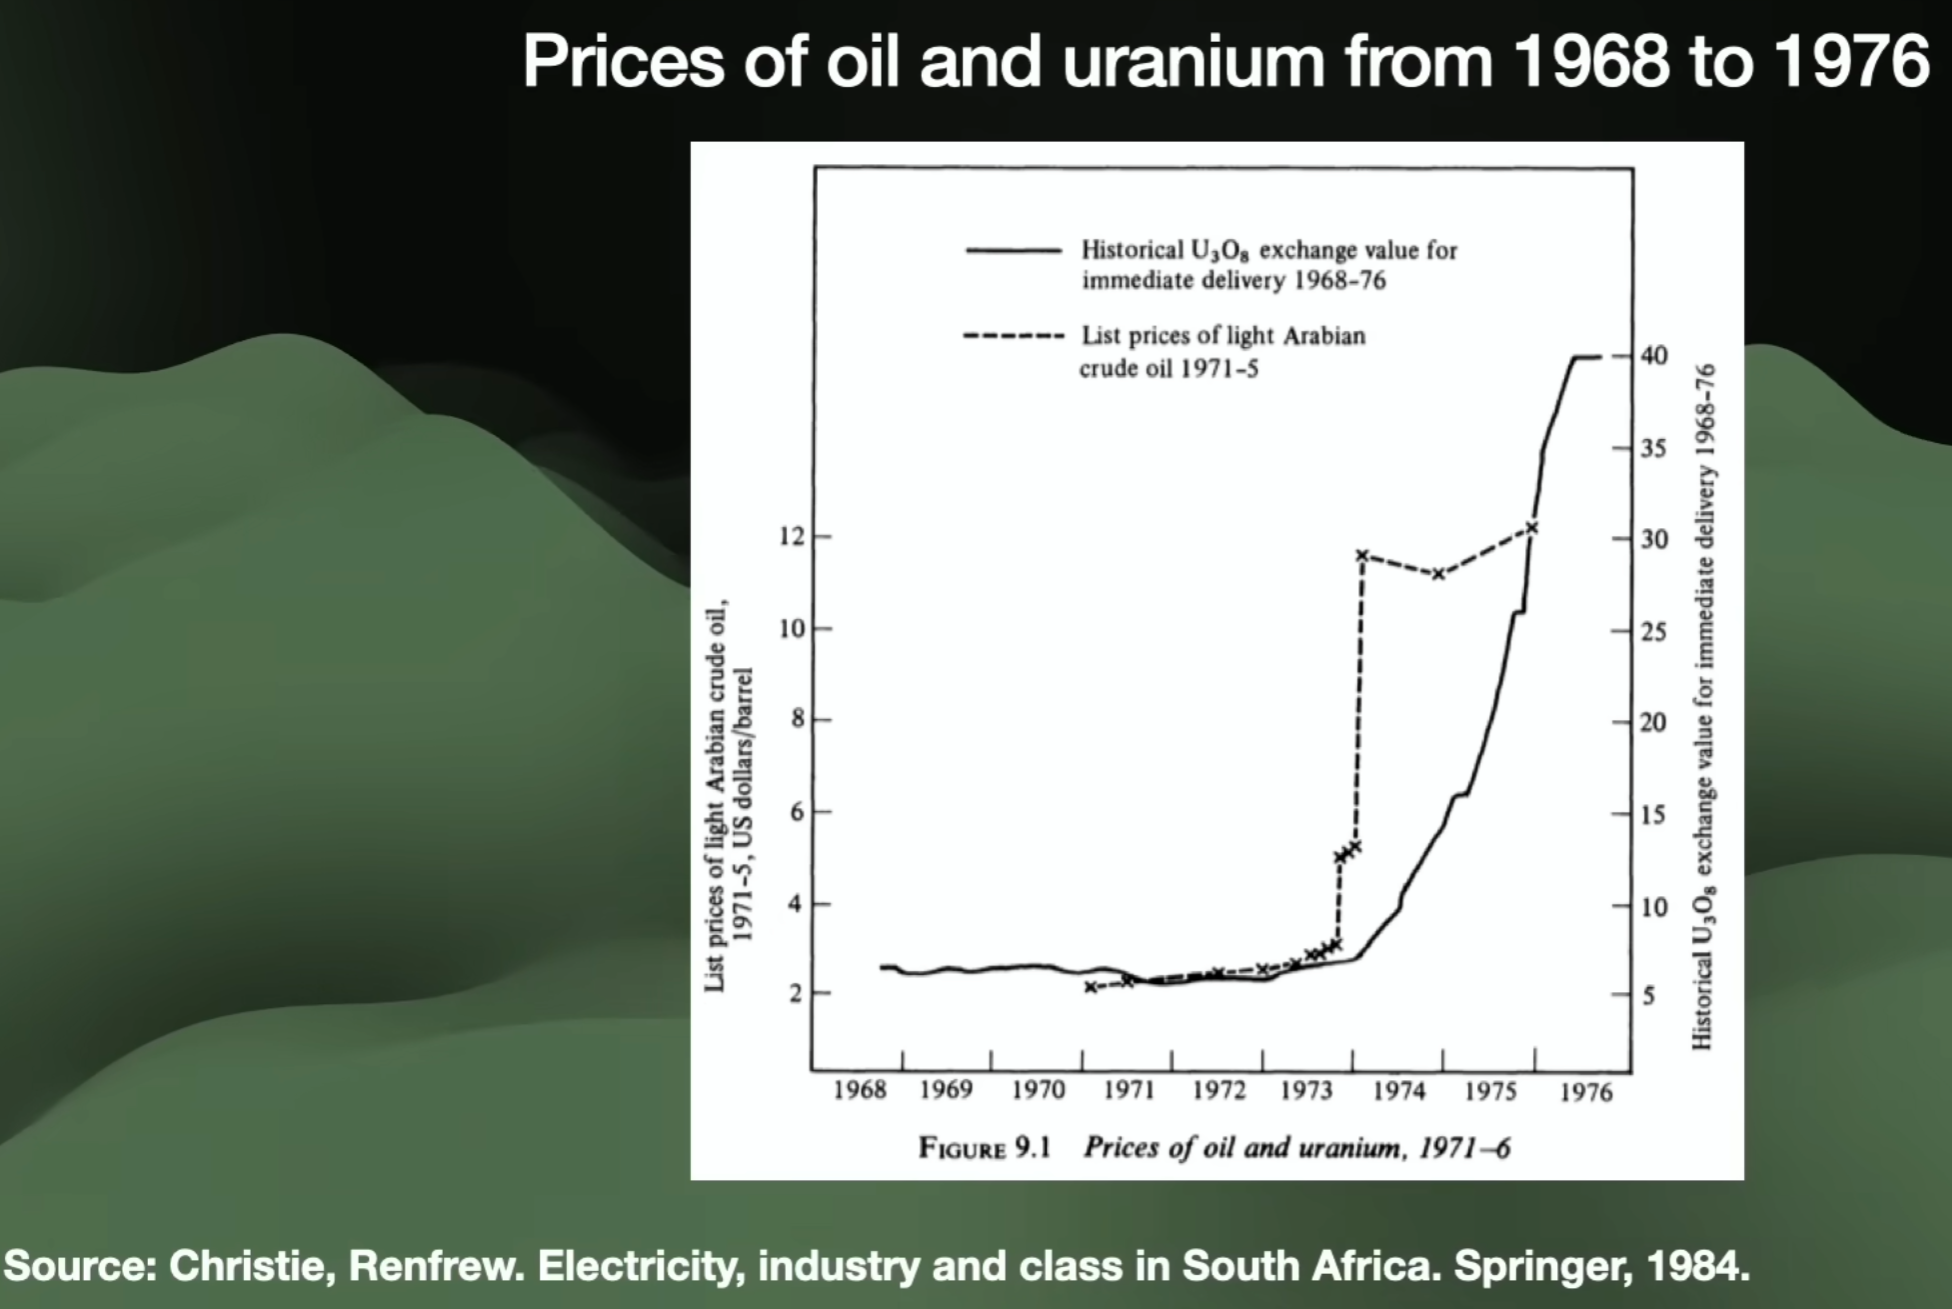 Prices of oil and uranium from 1968 to 1976
Historical U₃O₈ exchange value for
immediate delivery 1968–76
List prices of light Arabian
crude oil 1971–5
List prices of light Arabian crude oil,
1971–5, US dollars/barrel
12
10
8
6
4
2
40
35
30
25
20
15
10
5
Historical U₃O₈ exchange value for immediate delivery 1968–76
1968 1969 1970 1971 1972 1973 1974 1975 1976
FIGURE 9.1 Prices of oil and uranium, 1971–6
Source: Christie, Renfrew. Electricity, industry and class in South Africa. Springer, 1984.